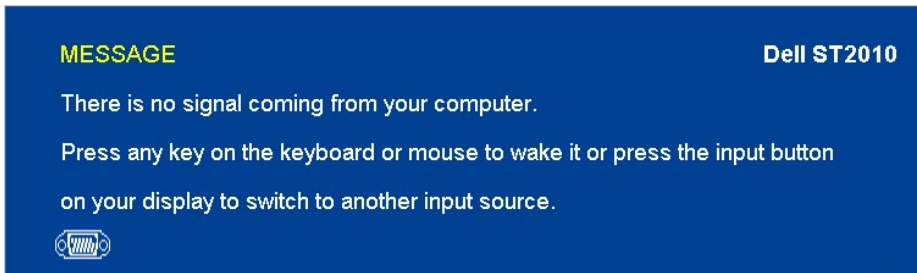 MESSAGE Dell ST2010
There is no signal coming from your computer.
Press any key on the keyboard or mouse to wake it or press the input button
on your display to switch to another input source.